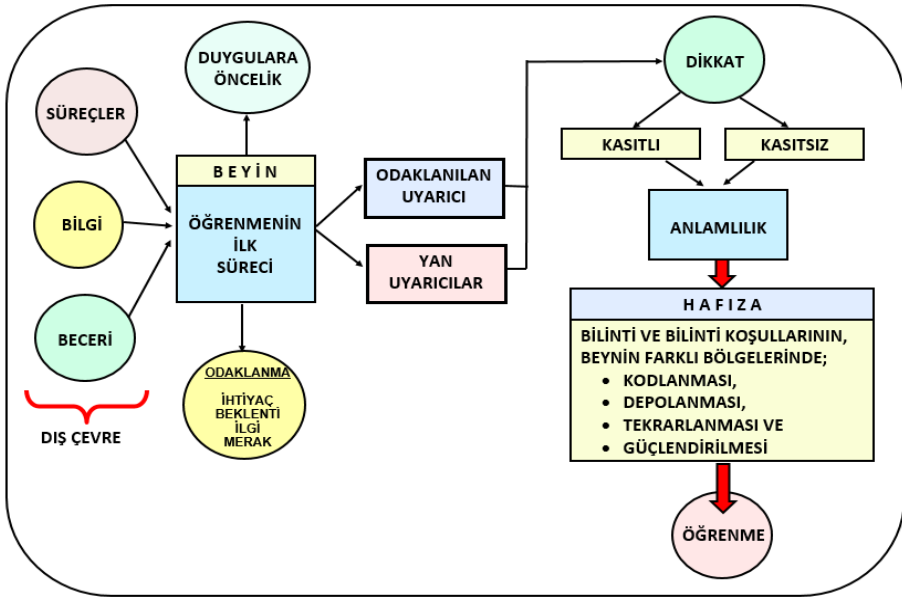 SÜREÇLER
BİLGİ
BECERİ
DIŞ ÇEVRE
DUYGULARA
ÖNCELİK
B E Y İ N
ÖĞRENMENİN
İLK
SÜRECİ
ODAKLANMA
İHTİYAÇ
BEKLENTİ
İLGİ
MERAK
ODAKLANILAN
UYARICI
YAN
UYARICILAR
DİKKAT
KASITLI
KASITSIZ
ANLAMLILIK
H A F I Z A
BİLİNTİ VE BİLİNTİ KOŞULLARININ,
BEYNİN FARKLI BÖLGELERİNDE;
• KODLANMASI,
• DEPOLANMASI,
• TEKRARLANMASI VE
• GÜÇLENDİRİLMESİ
ÖĞRENME